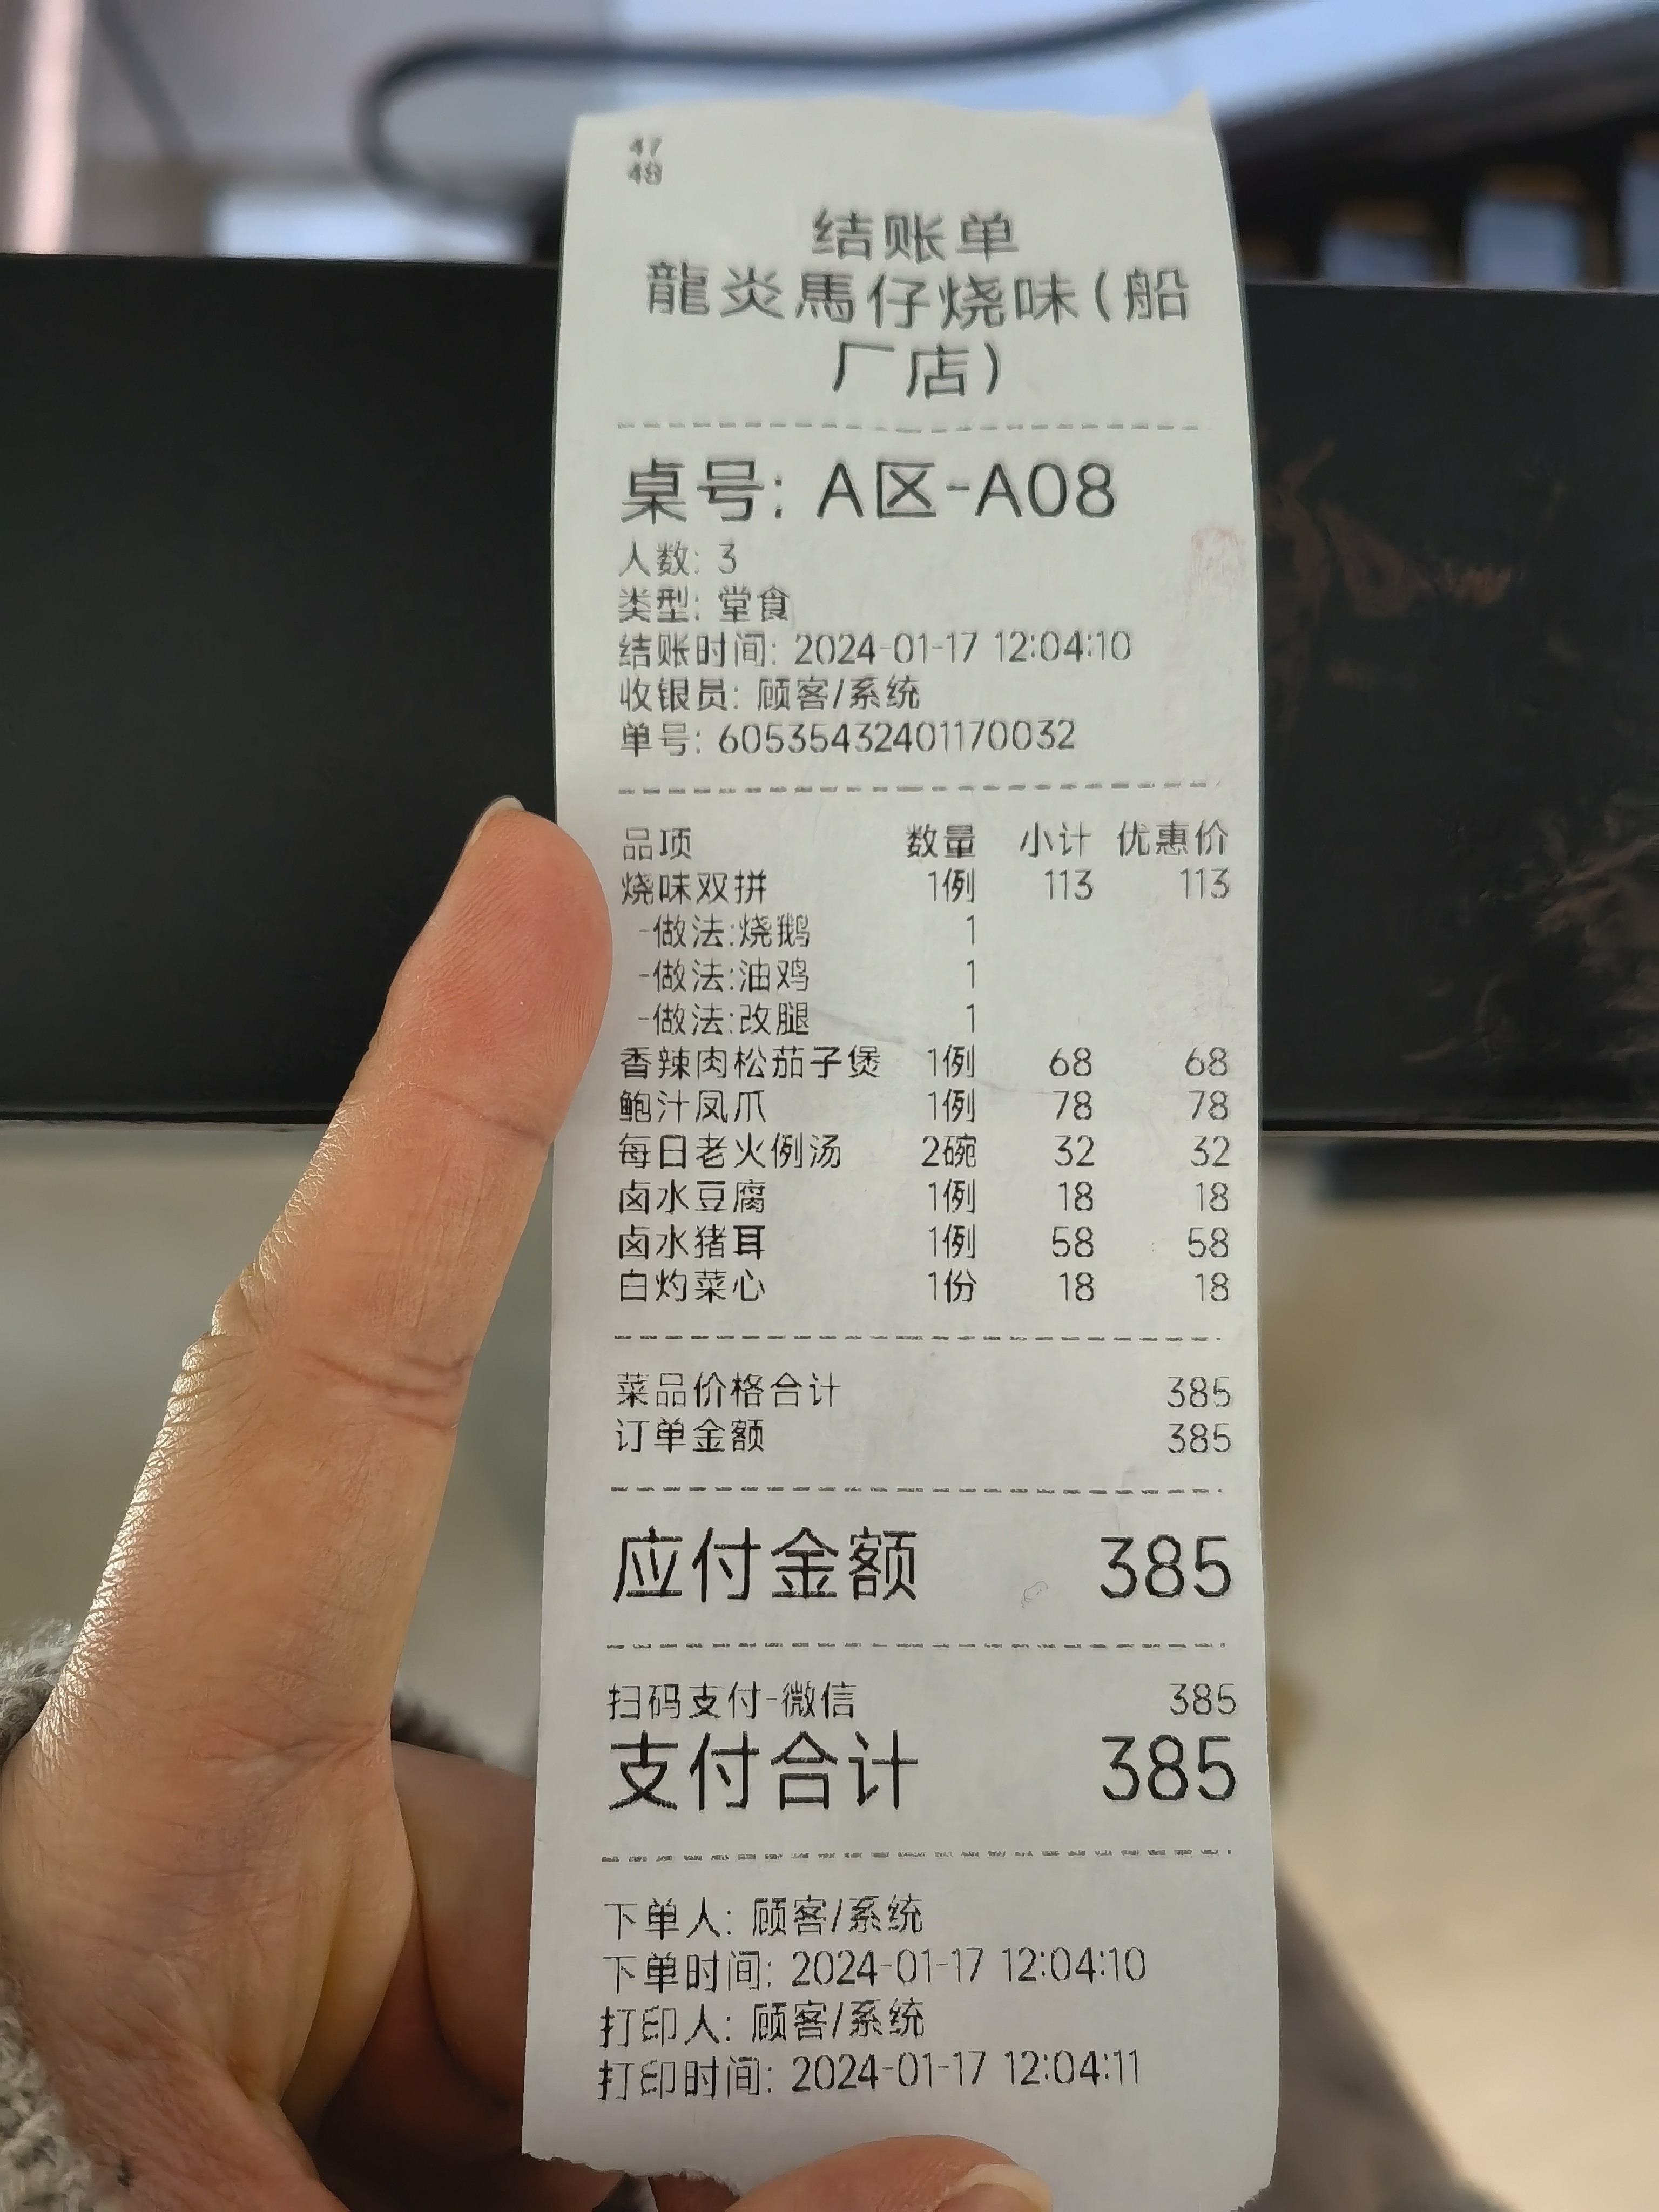 47
48
结账单
龍炎馬仔烧味(船
厂店)
桌号: A区-A08
人数: 3
类型: 堂食
结账时间: 2024-01-17 12:04:10
收银员: 顾客/系统
单号: 605354432401170032
品项 数量 小计 优惠价
烧味双拼 1例 113 113
-做法:烧鹅 1
-做法:油鸡 1
-做法:改腿 1
香辣肉松茄子煲 1例 68 68
鲍汁凤爪 1例 78 78
每日老火例汤 2碗 32 32
卤水豆腐 1例 18 18
卤水猪耳 1例 58 58
白灼菜心 1份 18 18
菜品价格合计 385
订单金额 385
应付金额 385
扫码支付-微信 385
支付合计 385
下单人: 顾客/系统
下单时间: 2024-01-17 12:04:10
打印人: 顾客/系统
打印时间: 2024-01-17 12:04:11